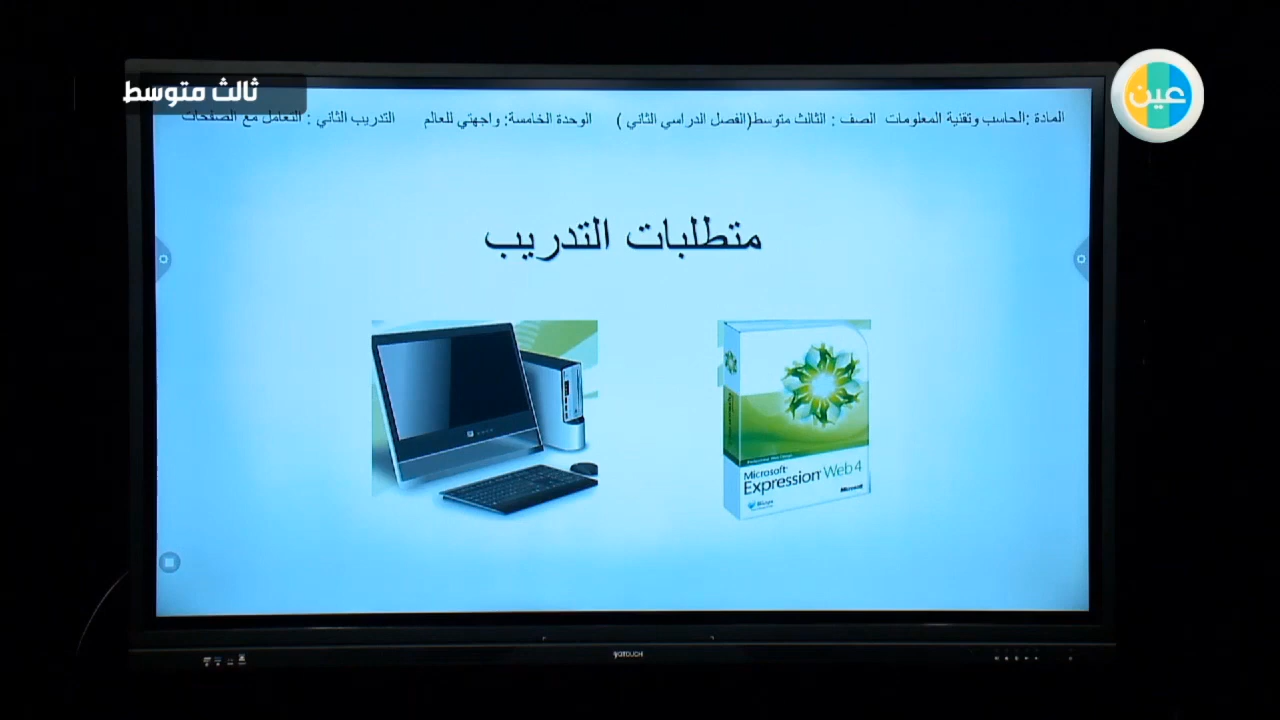 ثالث متوسط
عين
المادة :الحاسب وتقنية المعلومات الصف : الثالث متوسط(الفصل الدراسي الثاني ) الوحدة الخامسة: واجهتي للعالم التدريب الثاني : التعامل مع الصفحات
متطلبات التدريب
Microsoft
Expression Web 4
Microsoft